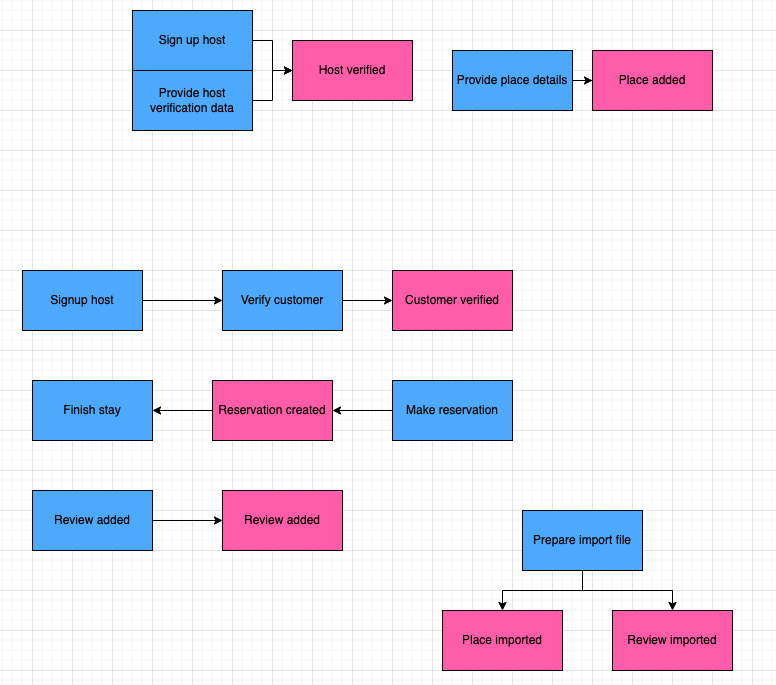 Sign up host
Provide host
verification data
Host verified
Provide place details
Place added
Signup host
Verify customer
Customer verified
Finish stay
Reservation created
Make reservation
Review added
Review added
Prepare import file
Place imported
Review imported